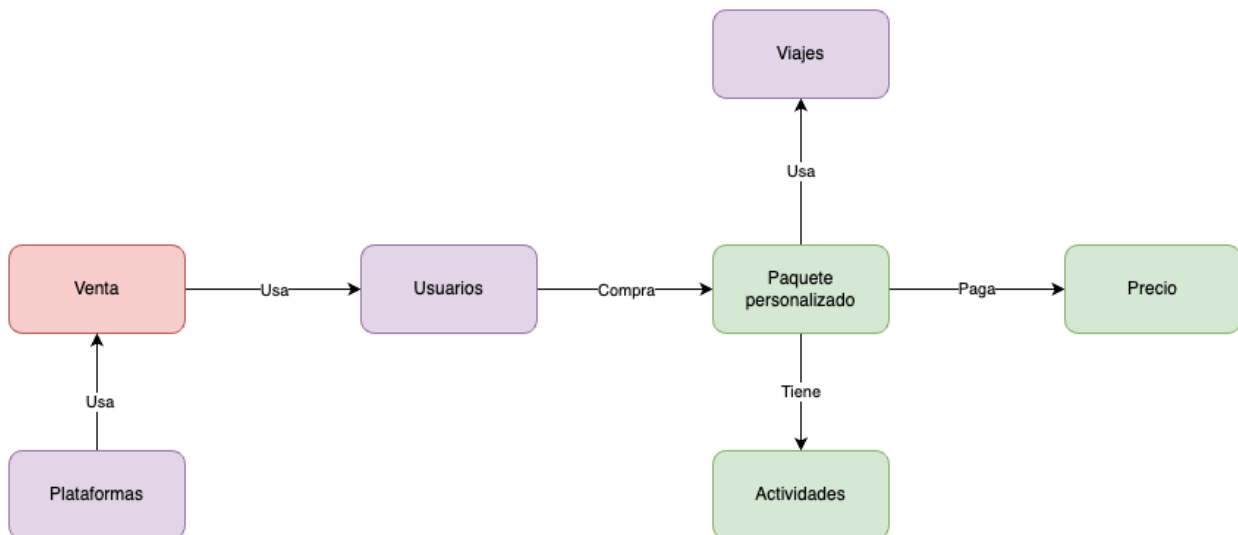 Viajes
Usa
Venta
Usa
Usuarios
Compra
Paquete
personalizado
Paga
Precio
Usa
Tiene
Plataformas
Actividades